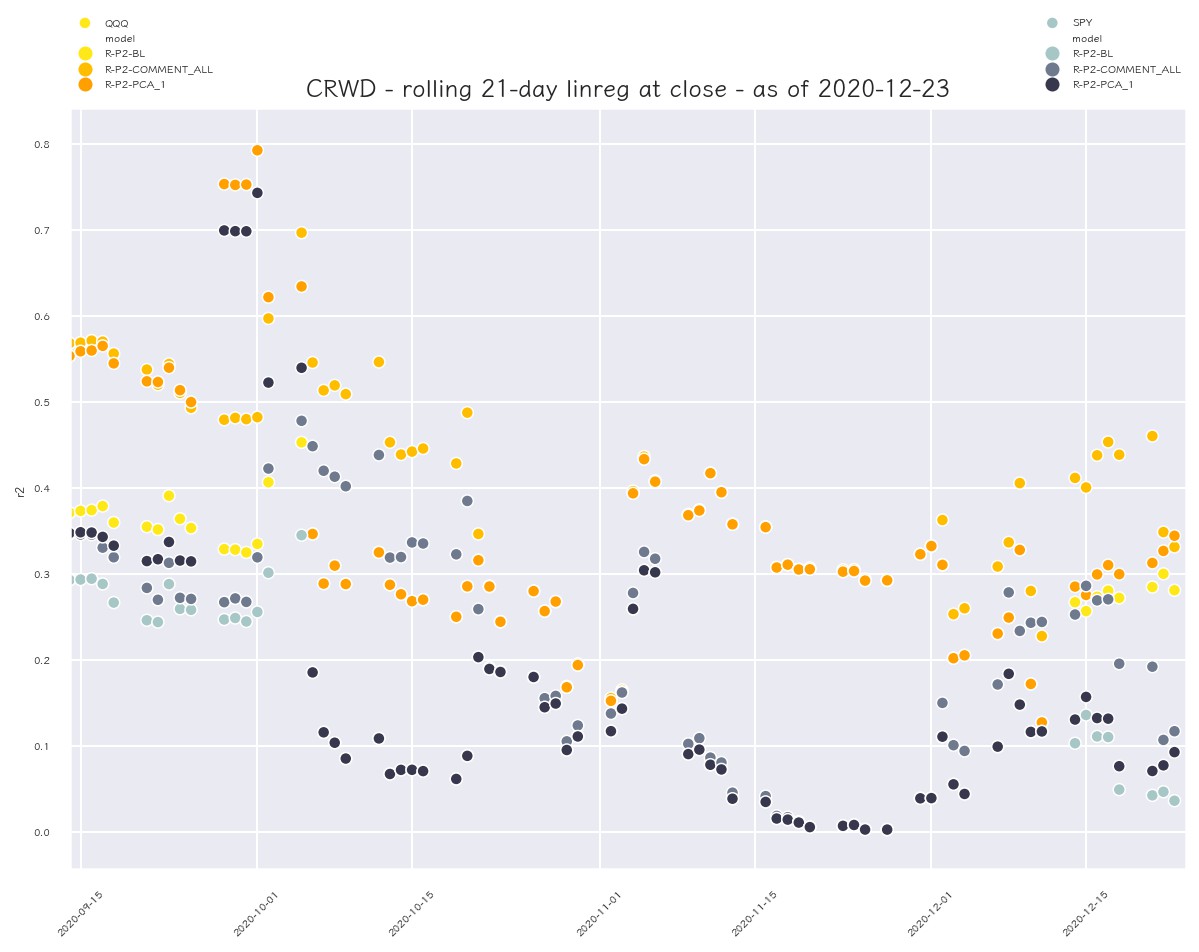 QQQ
model
R-P2-BL
R-P2-COMMENT_ALL
R-P2-PCA_1
SPY
model
R-P2-BL
R-P2-COMMENT_ALL
R-P2-PCA_1
CRWD - rolling 21-day linreg at close - as of 2020-12-23
0.8
0.7
0.6
0.5
0.4
0.3
0.2
0.1
0.0
r2
2020-09-15
2020-10-01
2020-10-15
2020-11-01
2020-11-15
2020-12-01
2020-12-15